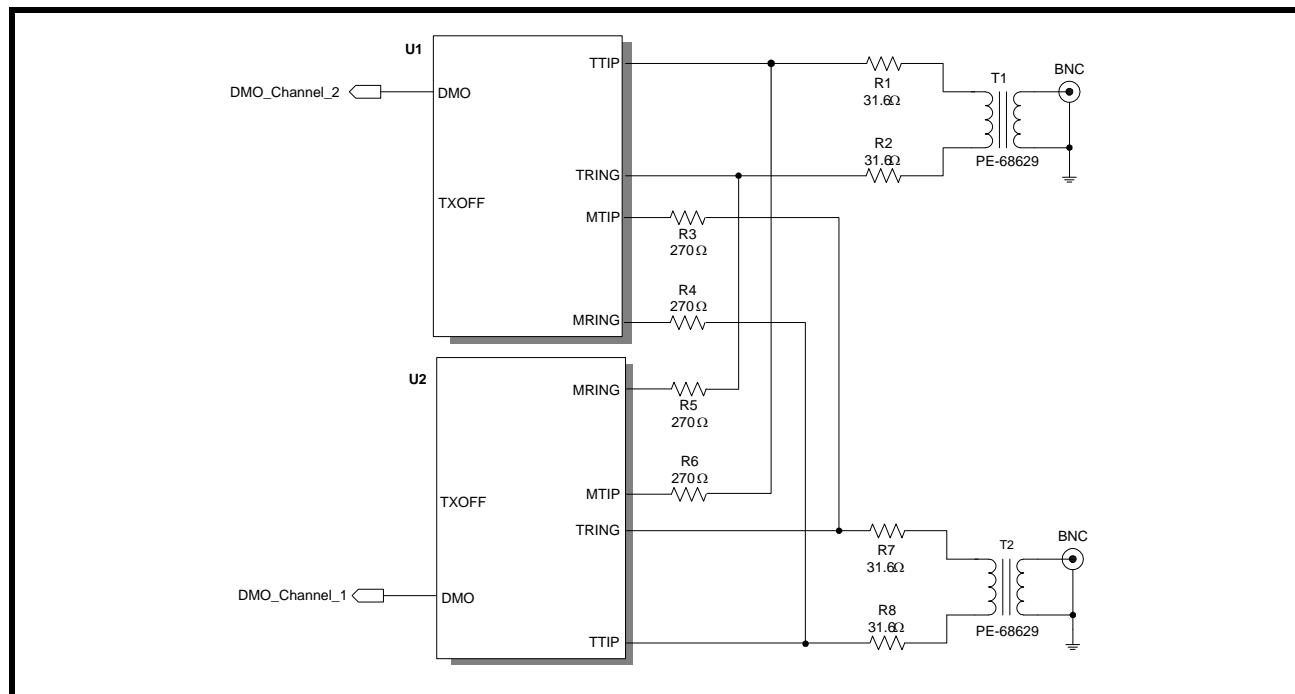 U1
TTIP
DMO_Channel_2
DMO
R1
31.6Ω
T1
BNC
R2
31.6Ω
PE-68629
TRING
TXOFF
MTIP
R3
270Ω
R4
270Ω
MRING
U2
MRING
R5
270Ω
R6
270Ω
TXOFF
MTIP
TRING
R7
31.6Ω
T2
BNC
DMO_Channel_1
DMO
R8
31.6Ω
PE-68629
TTIP